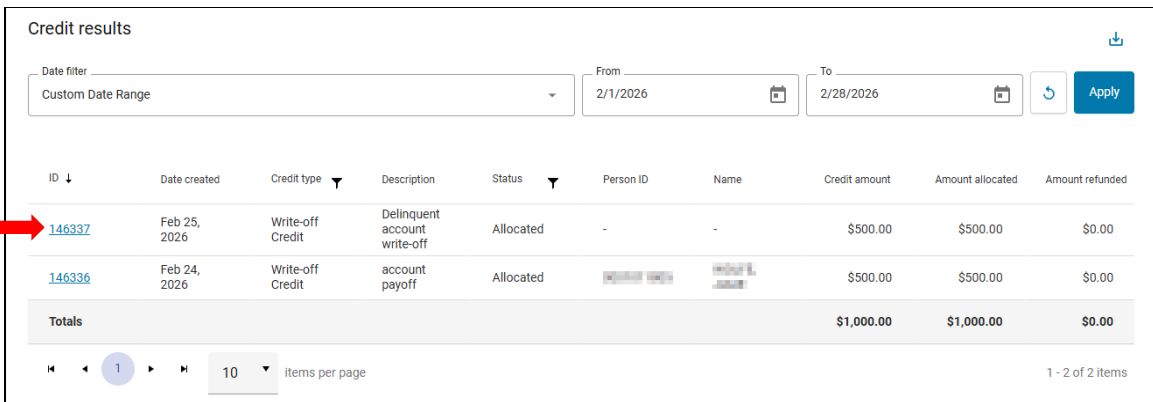 Credit results
Date filter From To
Custom Date Range 2/1/2026 2/28/2026 Apply
ID Date created Credit type Description Status Person ID Name Credit amount Amount allocated Amount refunded
146337 Feb 25, 2026 Write-off Credit Delinquent account write-off Allocated - - $500.00 $500.00 $0.00
146336 Feb 24, 2026 Write-off Credit account payoff Allocated $500.00 $500.00 $0.00
Totals $1,000.00 $1,000.00 $0.00
1 10 items per page 1 - 2 of 2 items